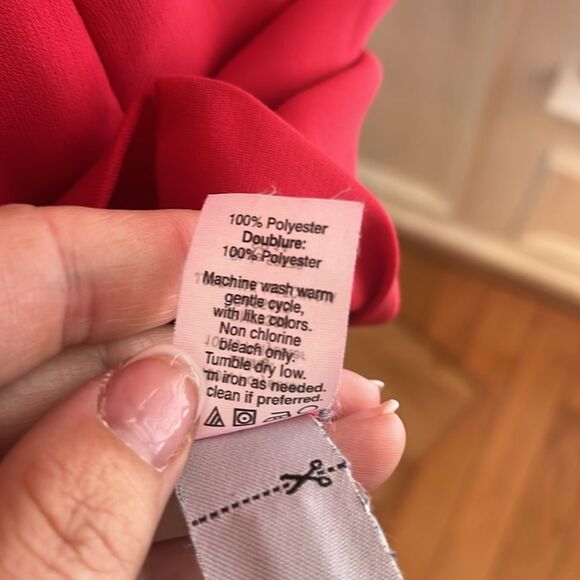 100% Polyester
Doublure:
100% Polyester
Machine wash warm
gentle cycle,
with like colors.
Non chlorine
bleach only.
Tumble dry low.
iron as needed.
clean if preferred.